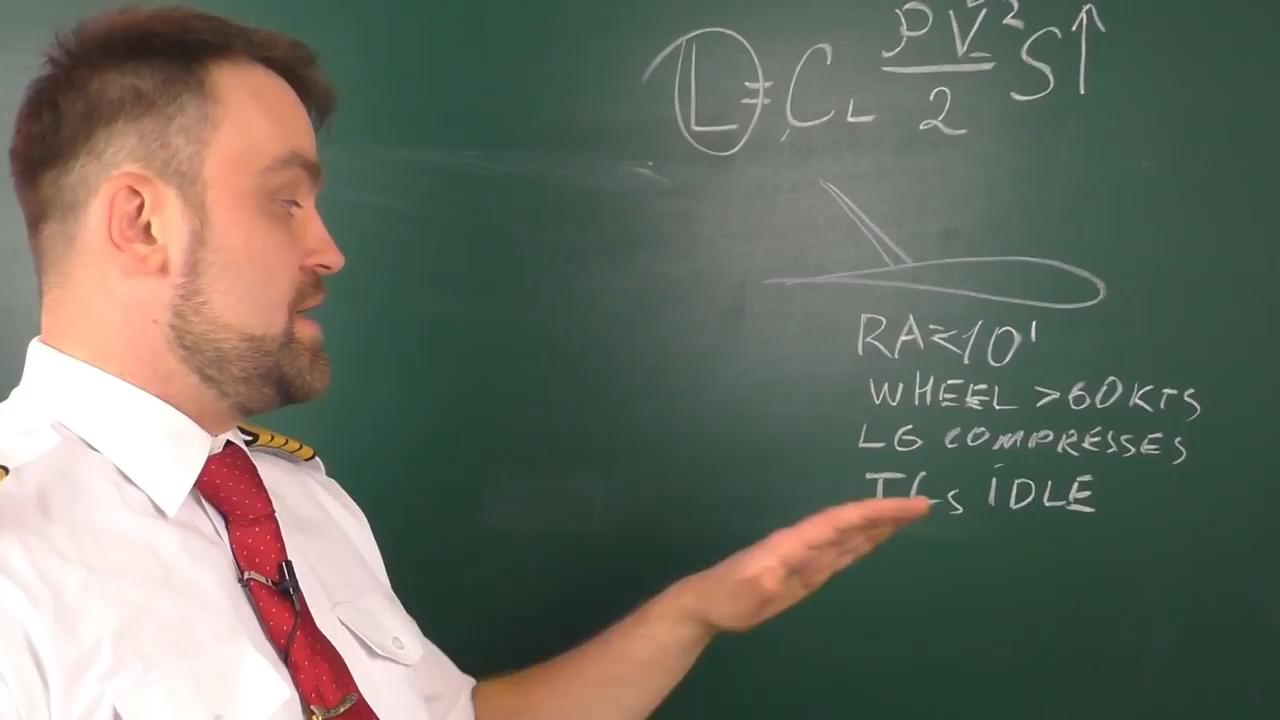 L = CL ρV²/2 S↑
RA<10'
WHEEL >60KTS
LG COMPRESSES
IDLE